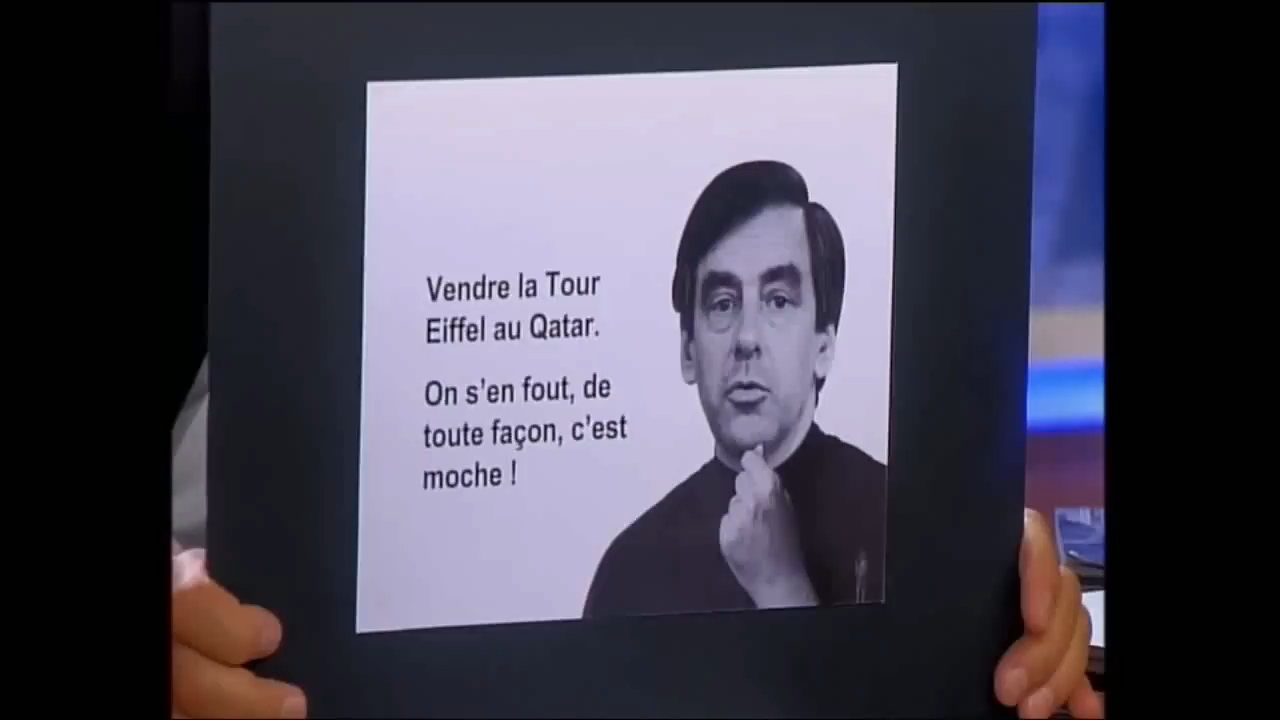 Vendre la Tour
Eiffel au Qatar.
On s'en fout, de
toute façon, c'est
moche !